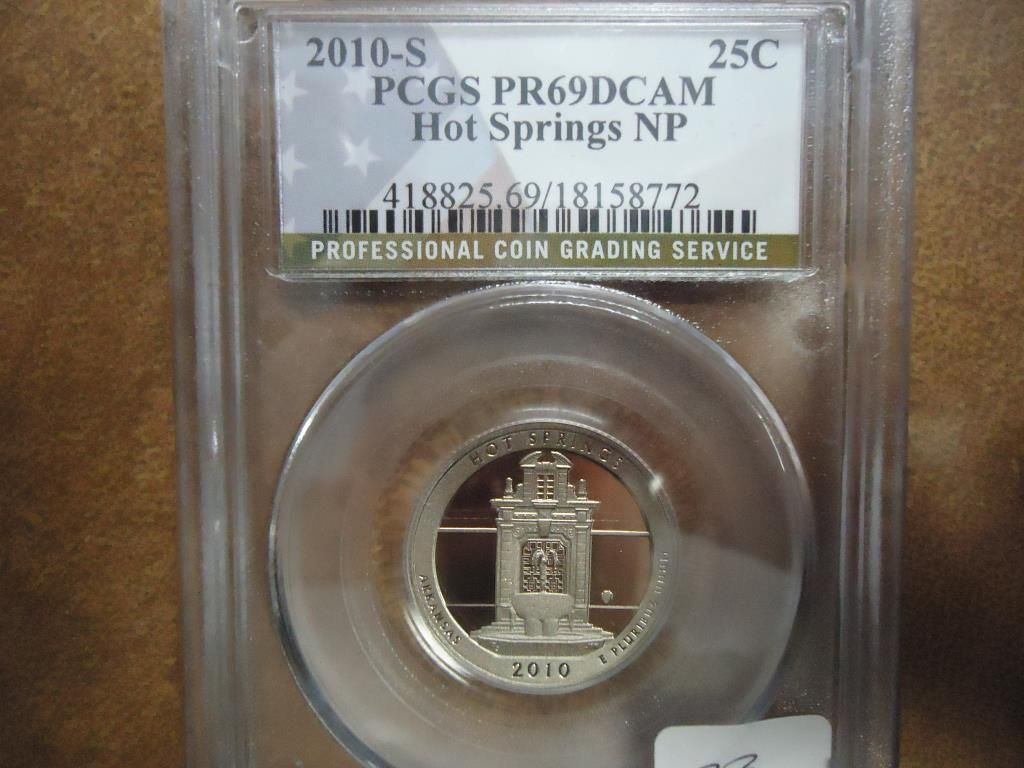 2010-S 25C
PCGS PR69DCAM
Hot Springs NP
418825.69/18158772
PROFESSIONAL COIN GRADING SERVICE
HOT SPRINGS
ARKANSAS
2010
E PLURIBUS UNUM